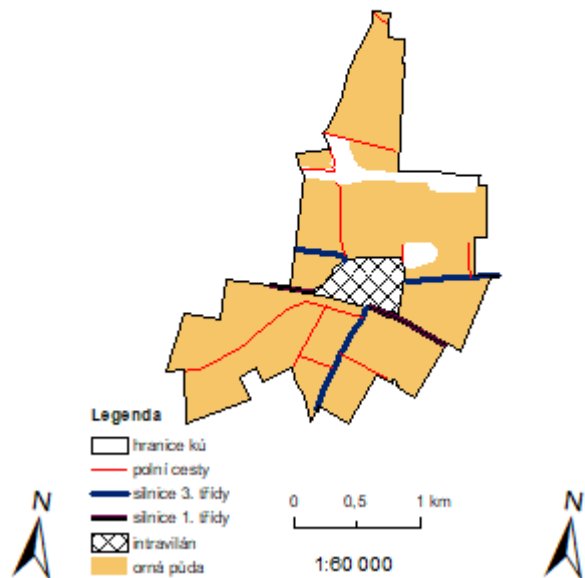 Legenda
hranice kú
polní cesty
silnice 3. třídy
silnice 1. třídy
intravilán
orná půda
N
0 0,5 1 km
1:60 000
N